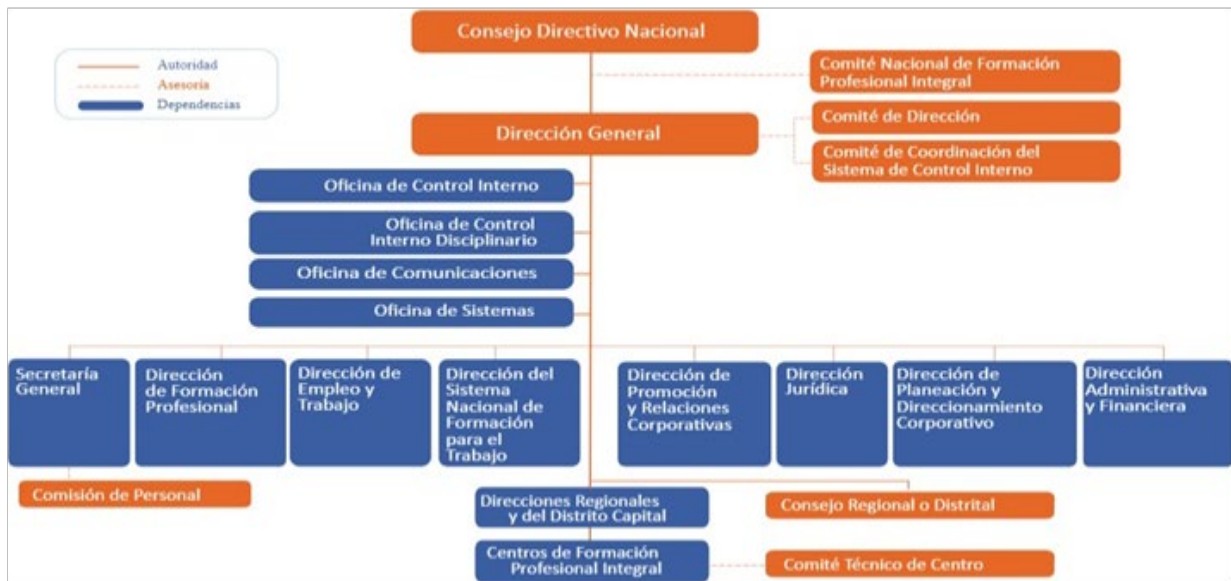 Consejo Directivo Nacional
Autoridad
Asesoría
Dependencias
Comité Nacional de Formación
Profesional Integral
Dirección General
Comité de Dirección
Comité de Coordinación del
Sistema de Control Interno
Oficina de Control Interno
Oficina de Control
Interno Disciplinario
Oficina de Comunicaciones
Oficina de Sistemas
Secretaría
General
Dirección
de Formación
Profesional
Dirección de
Empleo y
Trabajo
Dirección del
Sistema
Nacional de
Formación
para el
Trabajo
Dirección de
Promoción
y Relaciones
Corporativas
Dirección
Jurídica
Dirección de
Planeación y
Direccionamiento
Corporativo
Dirección
Administrativa
y Financiera
Comisión de Personal
Direcciones Regionales
y del Distrito Capital
Consejo Regional o Distrital
Centros de Formación
Profesional Integral
Comité Técnico de Centro